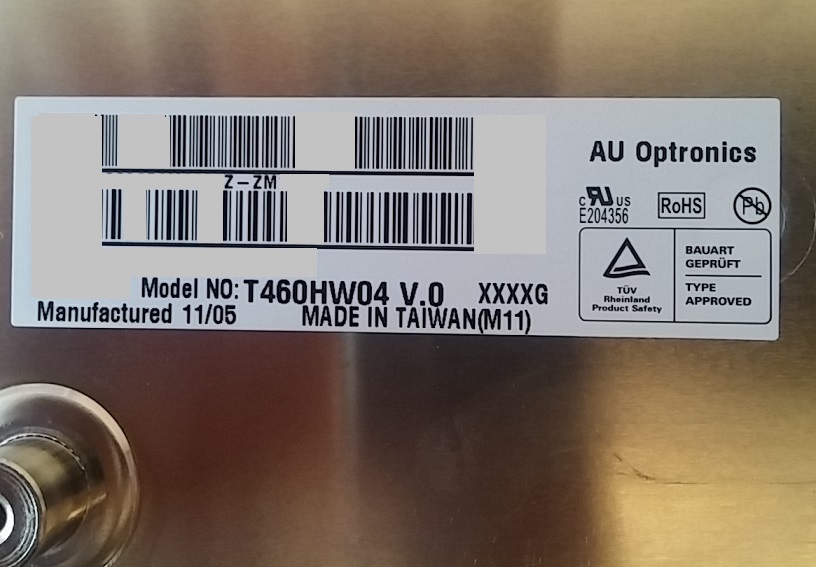 Z-ZM
Model NO: T460HW04 V.0 XXXXG
Manufactured 11/05 MADE IN TAIWAN(M11)
AU Optronics
c RU US
E204356
RoHS
Pb
TÜV
Rheinland
Product Safety
BAUART
GEPRÜFT
TYPE
APPROVED